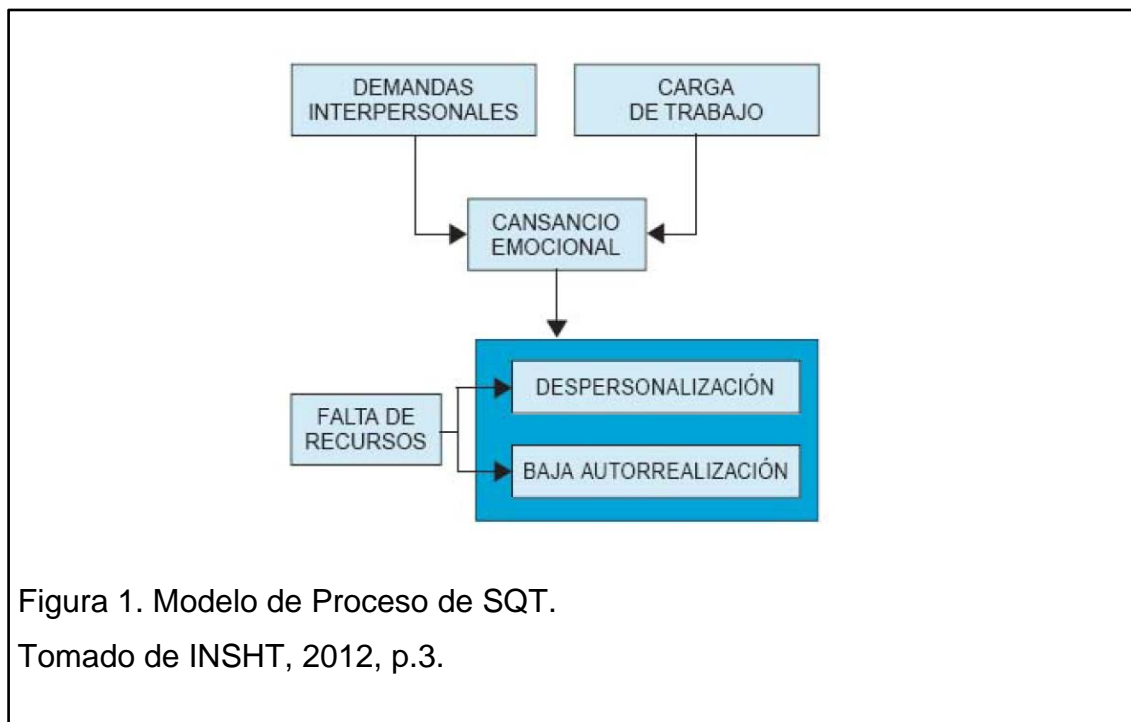 DEMANDAS
INTERPERSONALES
CARGA
DE TRABAJO
CANSANCIO
EMOCIONAL
DESPERSONALIZACIÓN
FALTA DE
RECURSOS
BAJA AUTORREALIZACIÓN
Figura 1. Modelo de Proceso de SQT.
Tomado de INSHT, 2012, p.3.